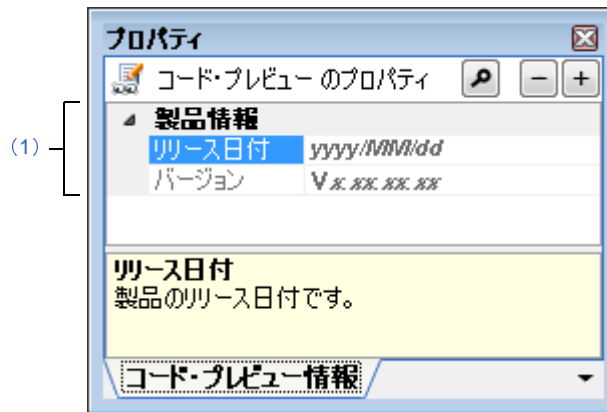 プロパティ
コード・プレビュー のプロパティ
(1)
製品情報
リリース日付 yyyy/MM/dd
バージョン Vx.xx.xx.xx
リリース日付
製品のリリース日付です。
コード・プレビュー情報